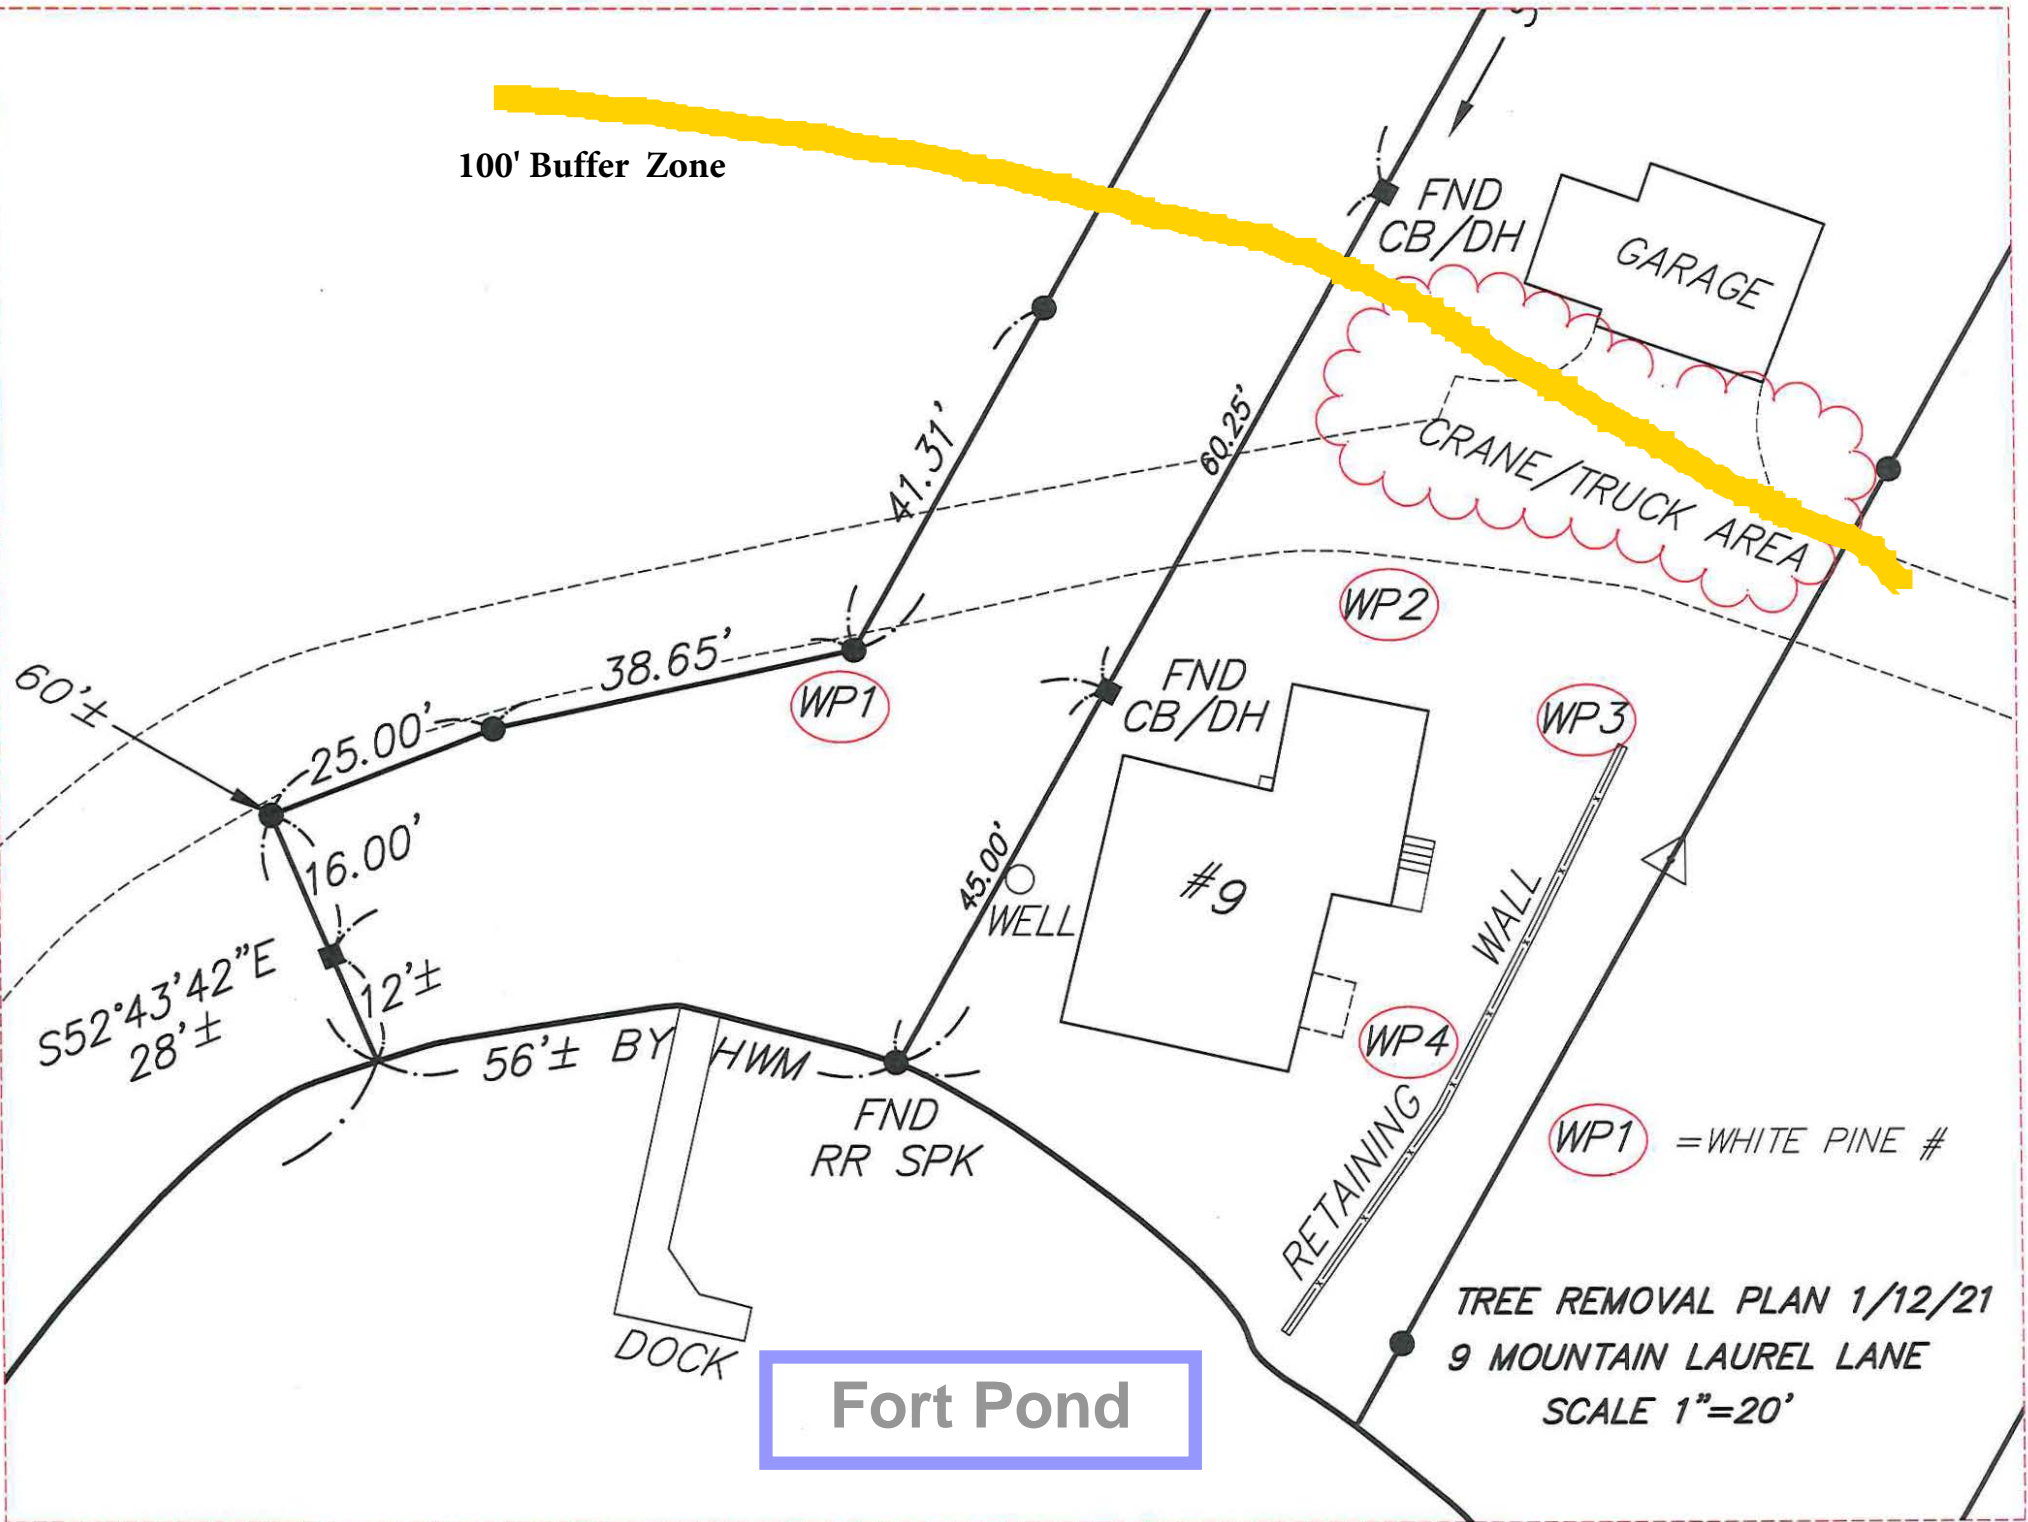 100' Buffer Zone
FND
CB/DH
GARAGE
41.31'
60.25'
CRANE/TRUCK AREA
WP2
60'±
38.65'
WP1
FND
CB/DH
WP3
25.00'
16.00'
45.00'
WELL
#9
WALL
S52°43'42"E
28'±
12'±
56'± BY HWM
WP4
FND
RR SPK
RETAINING
WP1 =WHITE PINE #
DOCK
Fort Pond
TREE REMOVAL PLAN 1/12/21
9 MOUNTAIN LAUREL LANE
SCALE 1"=20'